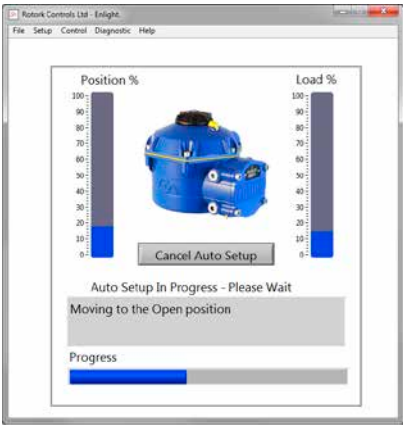 Rotork Controls Ltd - Enlight.
File Setup Control Diagnostic Help
Position % Load %
100 100
90 90
80 80
70 70
60 60
50 50
40 40
30 30
20 20
10 10
0 0
Cancel Auto Setup
Auto Setup In Progress - Please Wait
Moving to the Open position
Progress